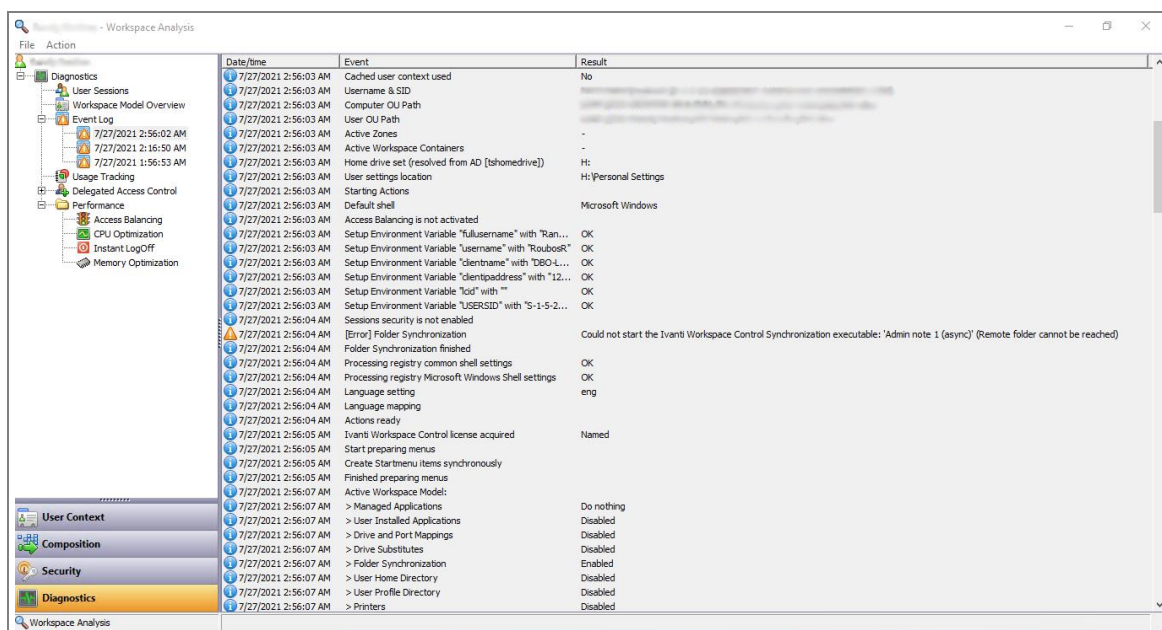 - Workspace Analysis
File Action
Diagnostics
User Sessions
Workspace Model Overview
Event Log
7/27/2021 2:56:02 AM
7/27/2021 2:16:50 AM
7/27/2021 1:56:53 AM
Usage Tracking
Delegated Access Control
Performance
Access Balancing
CPU Optimization
Instant LogOff
Memory Optimization
User Context
Composition
Security
Diagnostics
Date/time Event Result
7/27/2021 2:56:03 AM Cached user context used No
7/27/2021 2:56:03 AM Username & SID
7/27/2021 2:56:03 AM Computer OU Path
7/27/2021 2:56:03 AM User OU Path
7/27/2021 2:56:03 AM Active Zones -
7/27/2021 2:56:03 AM Active Workspace Containers -
7/27/2021 2:56:03 AM Home drive set (resolved from AD [tshomedrive]) H:
7/27/2021 2:56:03 AM User settings location H:\Personal Settings
7/27/2021 2:56:03 AM Starting Actions
7/27/2021 2:56:03 AM Default shell Microsoft Windows
7/27/2021 2:56:03 AM Access Balancing is not activated
7/27/2021 2:56:03 AM Setup Environment Variable "fullusername" with "Ran... OK
7/27/2021 2:56:03 AM Setup Environment Variable "username" with "RoubosR" OK
7/27/2021 2:56:03 AM Setup Environment Variable "clientname" with "DBO-L... OK
7/27/2021 2:56:03 AM Setup Environment Variable "clientipaddress" with "12... OK
7/27/2021 2:56:03 AM Setup Environment Variable "lcid" with "" OK
7/27/2021 2:56:03 AM Setup Environment Variable "USERSID" with "S-1-5-2... OK
7/27/2021 2:56:04 AM Sessions security is not enabled
7/27/2021 2:56:04 AM [Error] Folder Synchronization Could not start the Ivanti Workspace Control Synchronization executable: 'Admin note 1 (async)' (Remote folder cannot be reached)
7/27/2021 2:56:04 AM Folder Synchronization finished
7/27/2021 2:56:04 AM Processing registry common shell settings OK
7/27/2021 2:56:04 AM Processing registry Microsoft Windows Shell settings OK
7/27/2021 2:56:04 AM Language setting eng
7/27/2021 2:56:04 AM Language mapping
7/27/2021 2:56:04 AM Actions ready
7/27/2021 2:56:05 AM Ivanti Workspace Control license acquired Named
7/27/2021 2:56:05 AM Start preparing menus
7/27/2021 2:56:05 AM Create Startmenu items synchronously
7/27/2021 2:56:05 AM Finished preparing menus
7/27/2021 2:56:07 AM Active Workspace Model:
7/27/2021 2:56:07 AM > Managed Applications Do nothing
7/27/2021 2:56:07 AM > User Installed Applications Disabled
7/27/2021 2:56:07 AM > Drive and Port Mappings Disabled
7/27/2021 2:56:07 AM > Drive Substitutes Disabled
7/27/2021 2:56:07 AM > Folder Synchronization Enabled
7/27/2021 2:56:07 AM > User Home Directory Disabled
7/27/2021 2:56:07 AM > User Profile Directory Disabled
7/27/2021 2:56:07 AM > Printers Disabled
Workspace Analysis